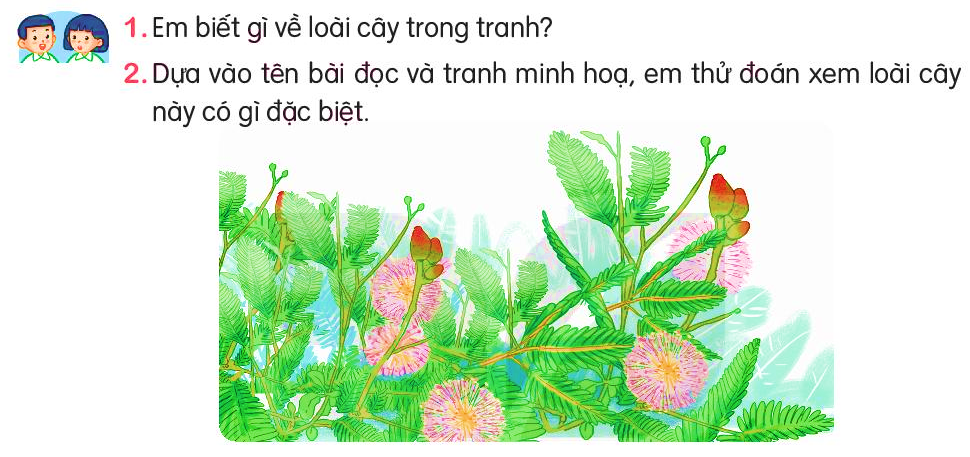 1. Em biết gì về loài cây trong tranh?
2. Dựa vào tên bài đọc và tranh minh hoạ, em thử đoán xem loài cây
này có gì đặc biệt.